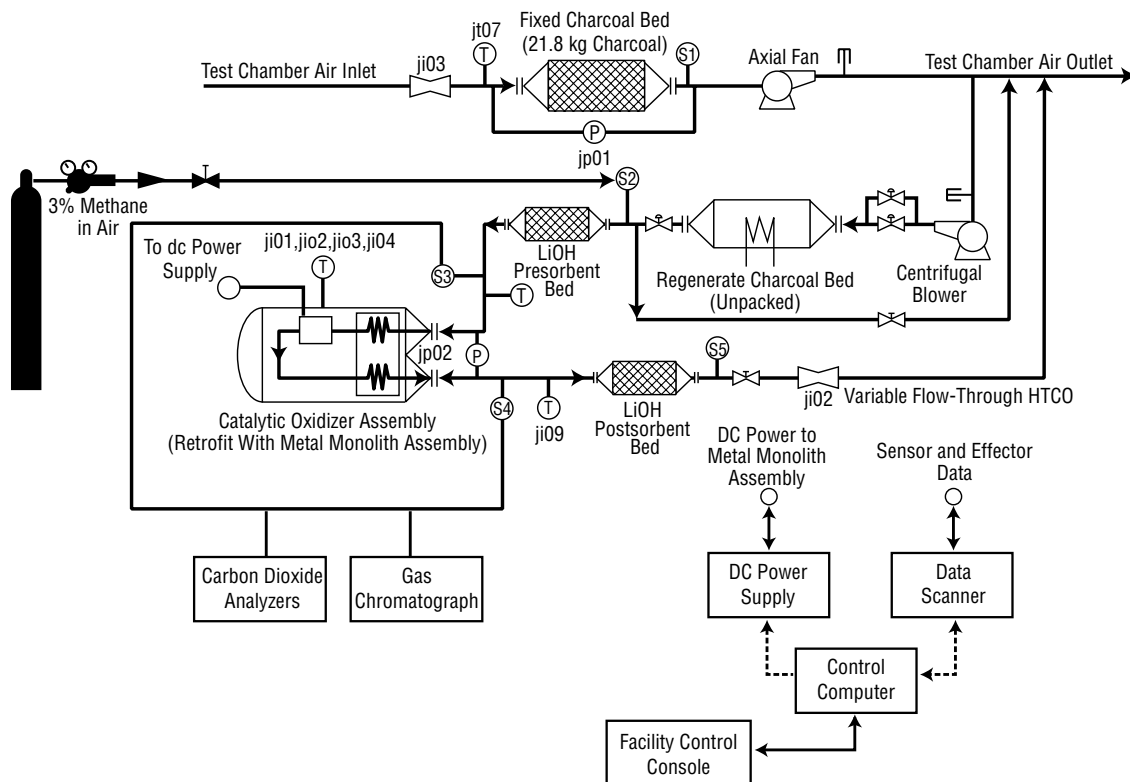 Fixed Charcoal Bed
(21.8 kg Charcoal)
jt07
S1
Axial Fan
ji03
T
Test Chamber Air Inlet
Test Chamber Air Outlet
P
jp01
S2
3% Methane
in Air
ji01,jio2,jio3,ji04
To dc Power
Supply
T
S3
LiOH
Presorbent
Bed
T
Regenerate Charcoal Bed
(Unpacked)
Centrifugal
Blower
jp02
P
S5
Catalytic Oxidizer Assembly
(Retrofit With Metal Monolith Assembly)
S4
T
ji09
LiOH
Postsorbent
Bed
ji02
Variable Flow-Through HTCO
DC Power to
Metal Monolith
Assembly
Sensor and Effector
Data
Carbon Dioxide
Analyzers
Gas
Chromatograph
DC Power
Supply
Data
Scanner
Control
Computer
Facility Control
Console